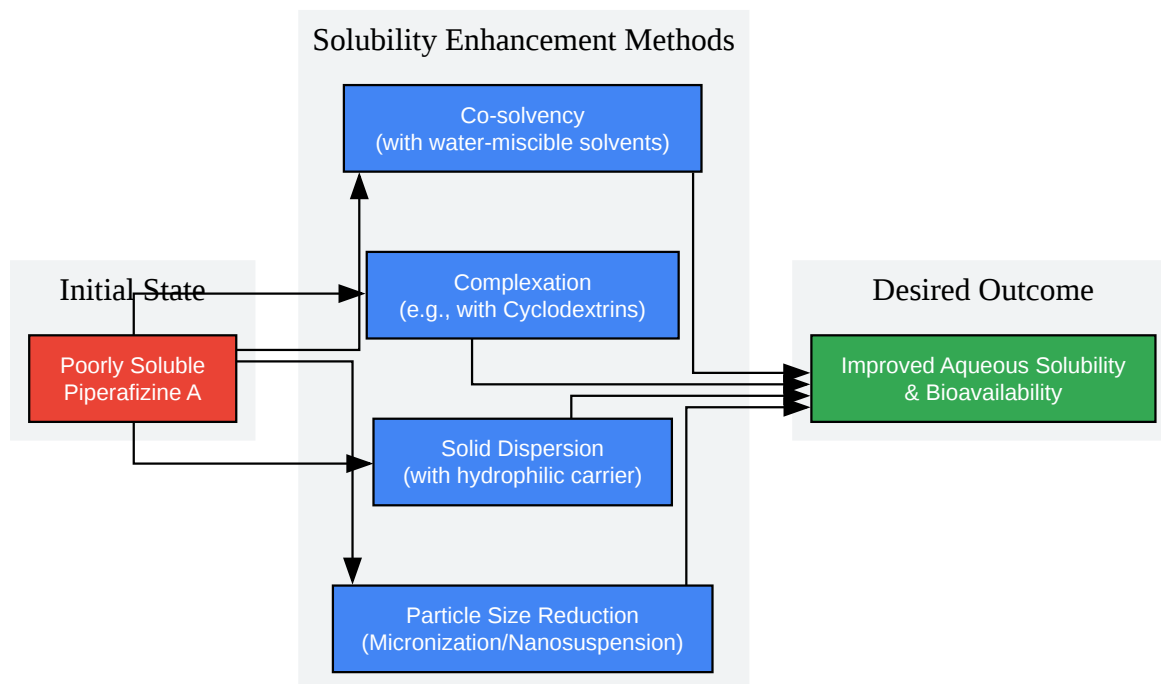 Solubility Enhancement Methods
Co-solvency
(with water-miscible solvents)
Complexation
(e.g., with Cyclodextrins)
Solid Dispersion
(with hydrophilic carrier)
Particle Size Reduction
(Micronization/Nanosuspension)
Initial State
Poorly Soluble
Piperafizine A
Desired Outcome
Improved Aqueous Solubility
& Bioavailability